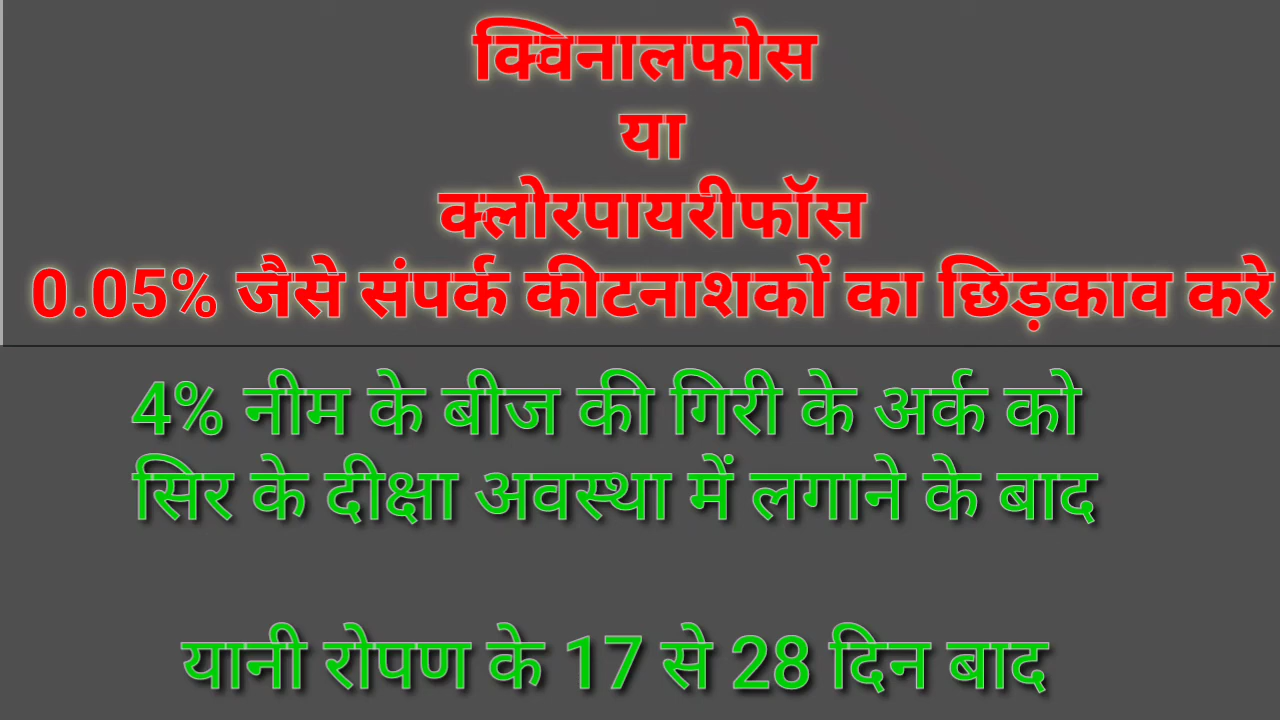 क्विनालफोस
या
क्लोरपायरीफॉस
0.05% जैसे संपर्क कीटनाशकों का छिड़काव करे
4% नीम के बीज की गिरी के अर्क को
सिर के दीक्षा अवस्था में लगाने के बाद
यानी रोपण के 17 से 28 दिन बाद